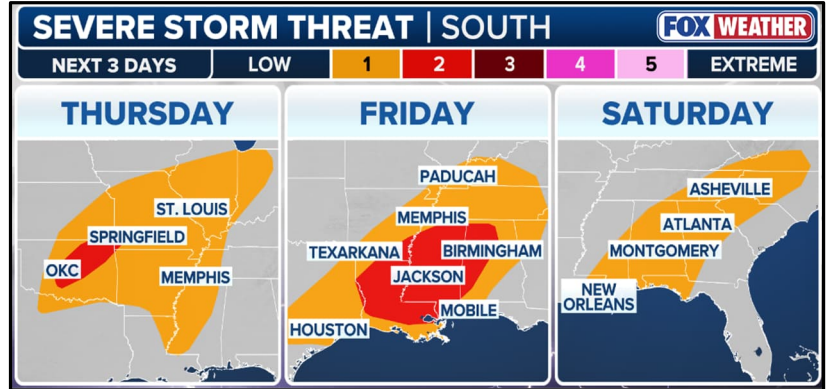 SEVERE STORM THREAT | SOUTH
FOX WEATHER
NEXT 3 DAYS
LOW
1
2
3
4
5
EXTREME
THURSDAY
ST. LOUIS
SPRINGFIELD
OKC
MEMPHIS
FRIDAY
PADUCAH
MEMPHIS
TEXARKANA
BIRMINGHAM
JACKSON
MOBILE
HOUSTON
SATURDAY
ASHEVILLE
ATLANTA
MONTGOMERY
NEW
ORLEANS